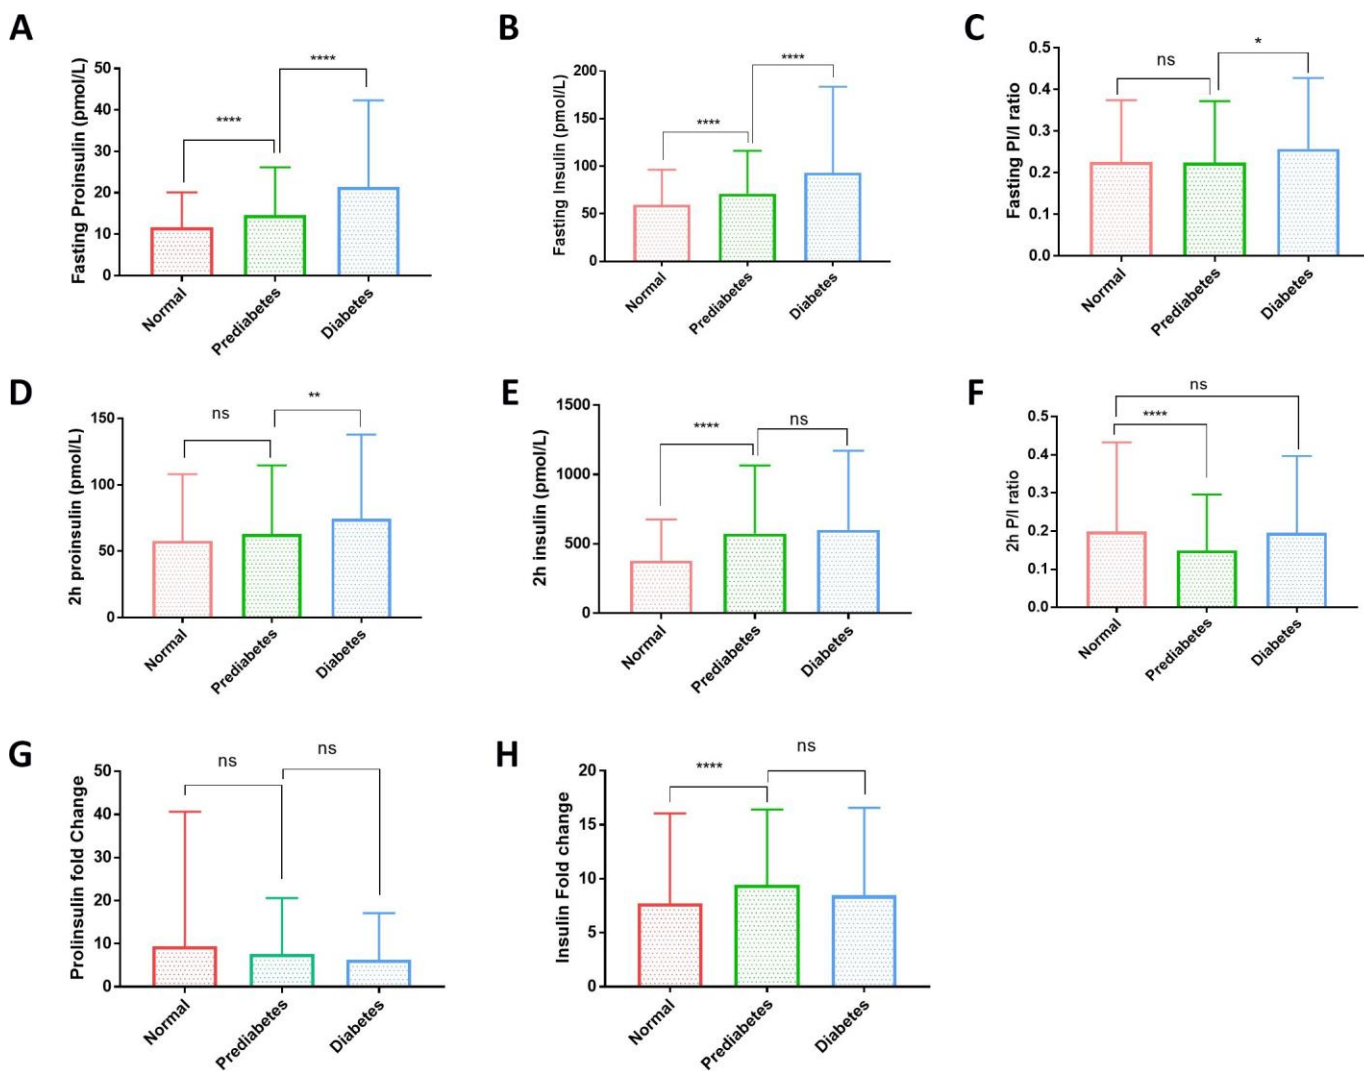 A
Fasting Proinsulin (pmol/L)
50
40
30
20
10
0
****
****
Normal
Prediabetes
Diabetes
B
Fasting Insulin (pmol/L)
200
150
100
50
0
****
****
Normal
Prediabetes
Diabetes
C
Fasting PI/I ratio
0.5
0.4
0.3
0.2
0.1
0.0
ns
*
Normal
Prediabetes
Diabetes
D
2h proinsulin (pmol/L)
150
100
50
0
ns
**
Normal
Prediabetes
Diabetes
E
2h insulin (pmol/L)
1500
1000
500
0
****
ns
Normal
Prediabetes
Diabetes
F
2h P/I ratio
0.5
0.4
0.3
0.2
0.1
0.0
ns
****
Normal
Prediabetes
Diabetes
G
Prolinsulin fold Change
50
40
30
20
10
0
ns
ns
Normal
Prediabetes
Diabetes
H
Insulin Fold change
20
15
10
5
0
****
ns
Normal
Prediabetes
Diabetes